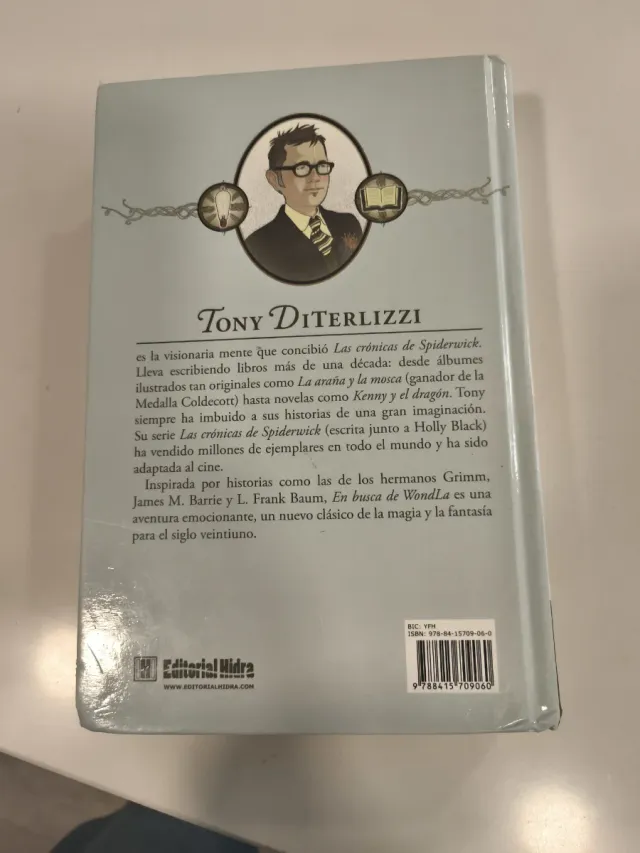 Tony DiTerlizzi
es la visionaria mente que concibió Las crónicas de Spiderwick.
Lleva escribiendo libros más de una década: desde álbumes
ilustrados tan originales como La araña y la mosca (ganador de la
Medalla Coldecott) hasta novelas como Kenny y el dragón. Tony
siempre ha imbuido a sus historias de una gran imaginación.
Su serie Las crónicas de Spiderwick (escrita junto a Holly Black)
ha vendido millones de ejemplares en todo el mundo y ha sido
adaptada al cine.
Inspirada por historias como las de los hermanos Grimm,
James M. Barrie y L. Frank Baum, En busca de WondLa es una
aventura emocionante, un nuevo clásico de la magia y la fantasía
para el siglo veintiuno.
BIC: YFH
ISBN: 978-84-15709-06-0
9 788415 709060
H Editorial Hidra
WWW.EDITORIALHIDRA.COM